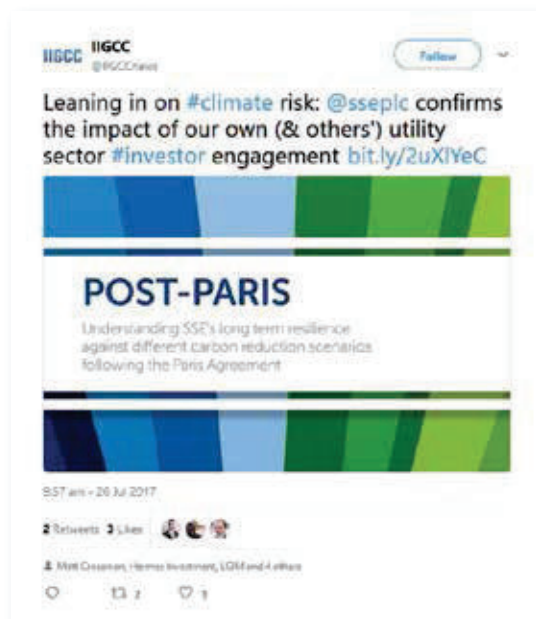 IIGCC IIGCC
@IIGCCnews
Follow
Leaning in on #climate risk: @sseplc confirms
the impact of our own (& others') utility
sector #investor engagement bit.ly/2uXlYeC
POST-PARIS
Understanding SSE's long term resilience
against different carbon reduction scenarios
following the Paris Agreement
9:57 am - 26 Jul 2017
2 Retweets 3 Likes
Hermes Investment, LGIM and 4 others
2 3